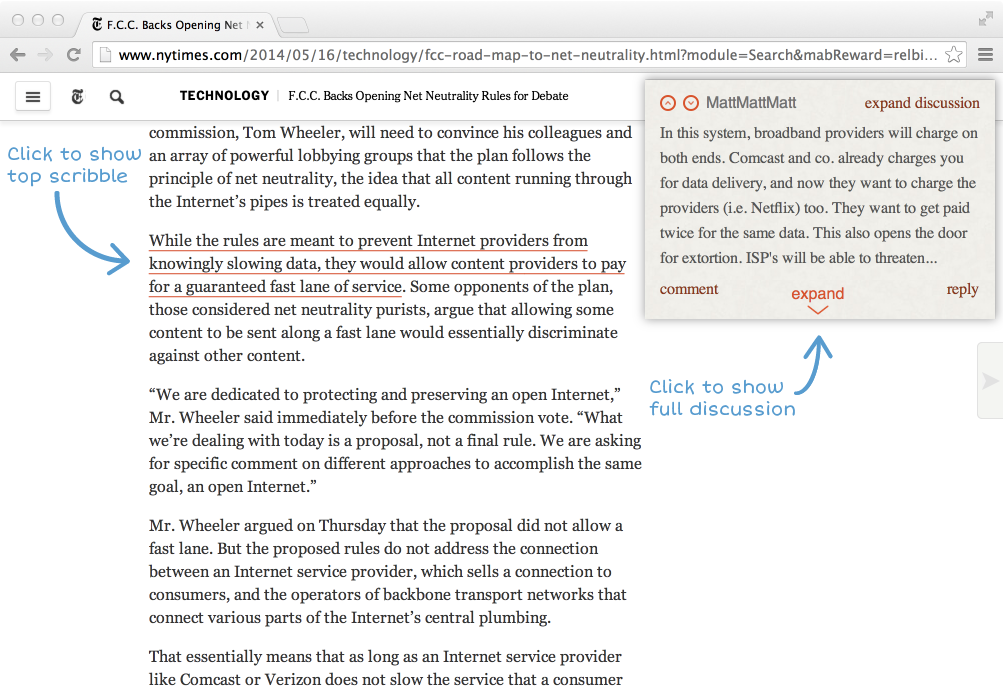 F.C.C. Backs Opening Net
www.nytimes.com/2014/05/16/technology/fcc-road-map-to-net-neutrality.html?module=Search&mabReward=relbi...
TECHNOLOGY F.C.C. Backs Opening Net Neutrality Rules for Debate
Click to show
top scribble
commission, Tom Wheeler, will need to convince his colleagues and
an array of powerful lobbying groups that the plan follows the
principle of net neutrality, the idea that all content running through
the Internet’s pipes is treated equally.
While the rules are meant to prevent Internet providers from
knowingly slowing data, they would allow content providers to pay
for a guaranteed fast lane of service. Some opponents of the plan,
those considered net neutrality purists, argue that allowing some
content to be sent along a fast lane would essentially discriminate
against other content.
“We are dedicated to protecting and preserving an open Internet,”
Mr. Wheeler said immediately before the commission vote. “What
we’re dealing with today is a proposal, not a final rule. We are asking
for specific comment on different approaches to accomplish the same
goal, an open Internet.”
Mr. Wheeler argued on Thursday that the proposal did not allow a
fast lane. But the proposed rules do not address the connection
between an Internet service provider, which sells a connection to
consumers, and the operators of backbone transport networks that
connect various parts of the Internet’s central plumbing.
That essentially means that as long as an Internet service provider
like Comcast or Verizon does not slow the service that a consumer
MattMattMatt expand discussion
In this system, broadband providers will charge on
both ends. Comcast and co. already charges you
for data delivery, and now they want to charge the
providers (i.e. Netflix) too. They want to get paid
twice for the same data. This also opens the door
for extortion. ISP's will be able to threaten...
comment expand reply
Click to show
full discussion